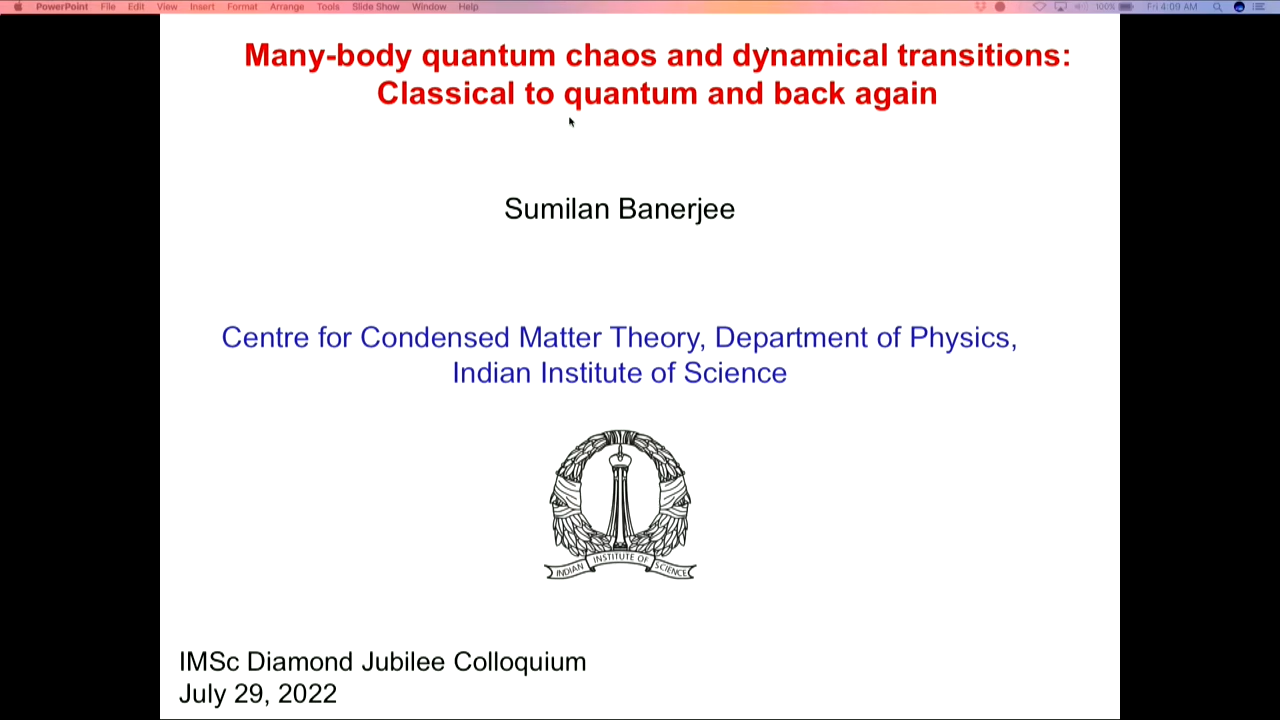 PowerPoint File Edit View Insert Format Arrange Tools Slide Show Window Help 100% Fri 4:09 AM
Many-body quantum chaos and dynamical transitions:
Classical to quantum and back again
Sumilan Banerjee
Centre for Condensed Matter Theory, Department of Physics,
Indian Institute of Science
INDIAN INSTITUTE OF SCIENCE
IMSc Diamond Jubilee Colloquium
July 29, 2022